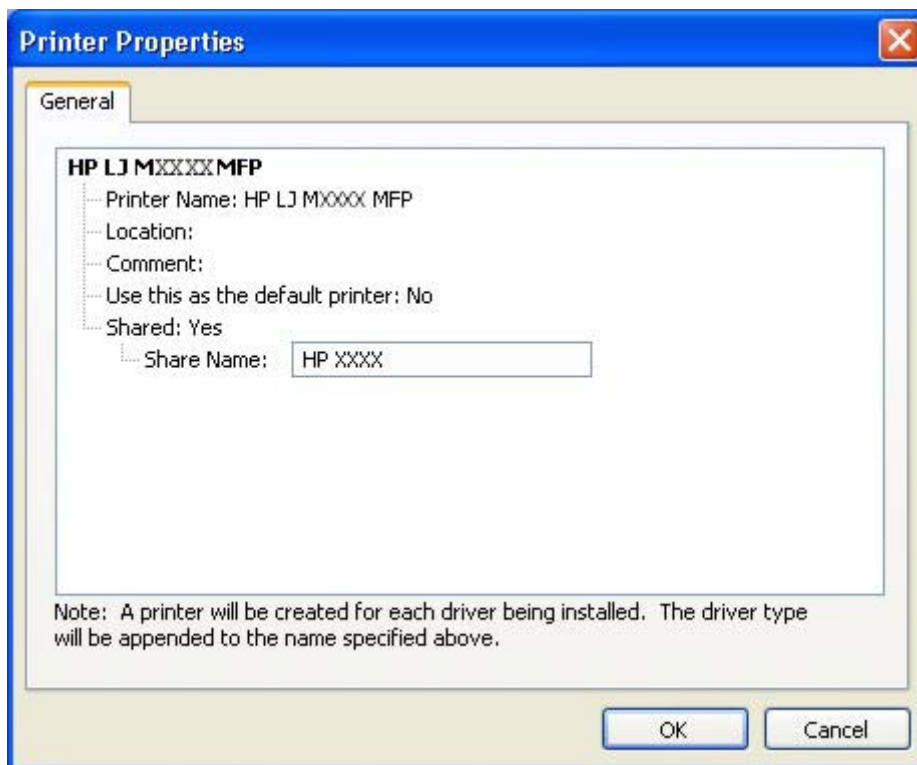 Printer Properties
General
HP LJ MXXXX MFP
Printer Name: HP LJ MXXXX MFP
Location:
Comment:
Use this as the default printer: No
Shared: Yes
Share Name: HP XXXX
Note: A printer will be created for each driver being installed. The driver type
will be appended to the name specified above.
OK Cancel